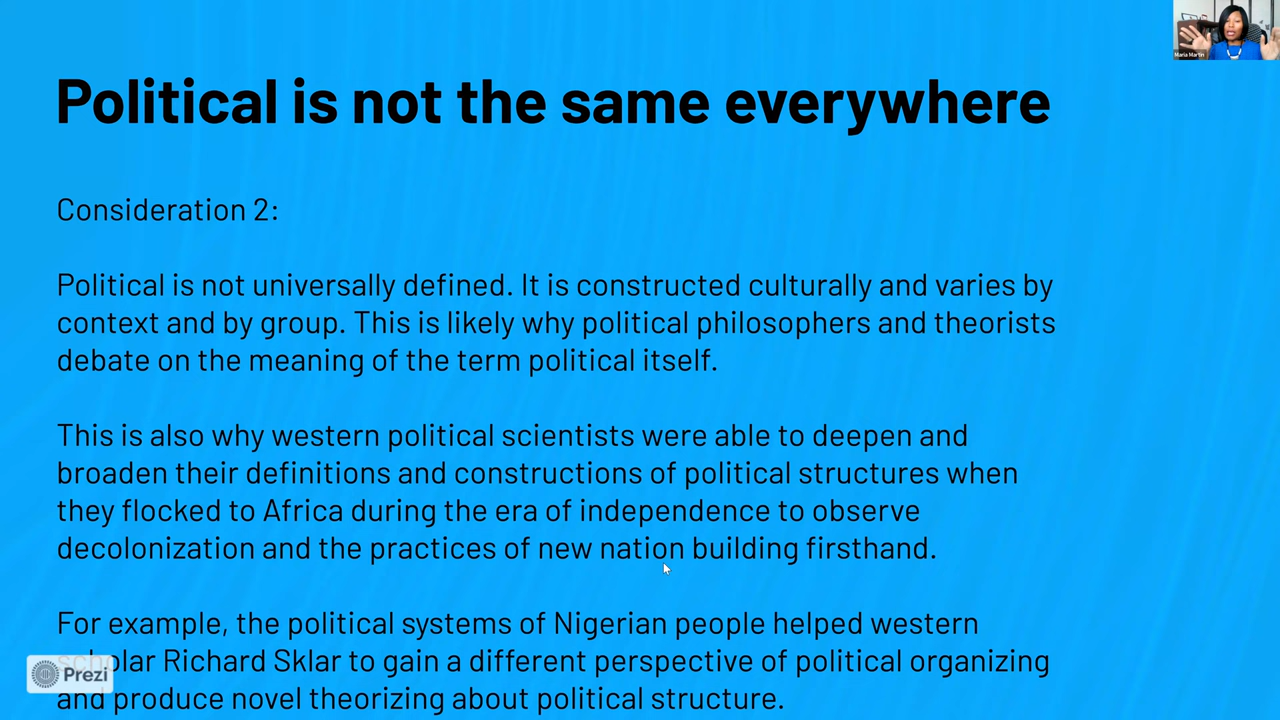 Maria Martin
Political is not the same everywhere
Consideration 2:
Political is not universally defined. It is constructed culturally and varies by
context and by group. This is likely why political philosophers and theorists
debate on the meaning of the term political itself.
This is also why western political scientists were able to deepen and
broaden their definitions and constructions of political structures when
they flocked to Africa during the era of independence to observe
decolonization and the practices of new nation building firsthand.
For example, the political systems of Nigerian people helped western
scholar Richard Sklar to gain a different perspective of political organizing
and produce novel theorizing about political structure.
Prezi